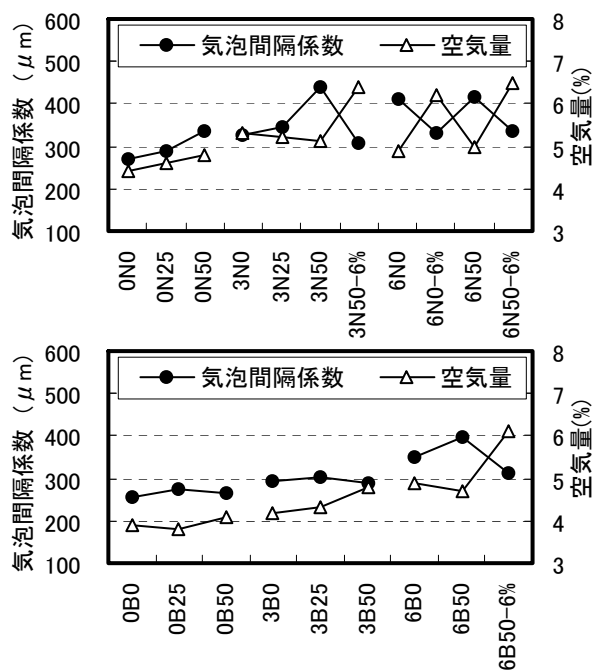 600
500
400
300
200
100
気泡間隔係数 (μm)
気泡間隔係数 空気量
8
7
6
5
4
3
空気量(%)
0N0
0N25
0N50
3N0
3N25
3N50
3N50-6%
6N0
6N0-6%
6N50
6N50-6%
600
500
400
300
200
100
気泡間隔係数 (μm)
気泡間隔係数 空気量
8
7
6
5
4
3
空気量(%)
0B0
0B25
0B50
3B0
3B25
3B50
6B0
6B50
6B50-6%